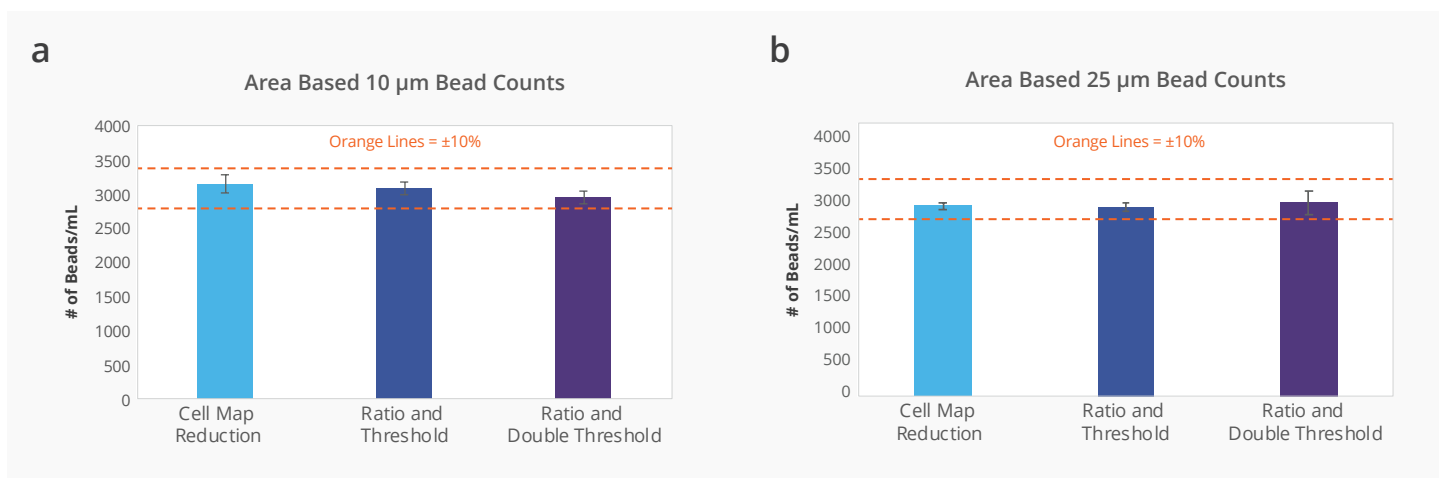 a
Area Based 10 µm Bead Counts
Orange Lines = ±10%
# of Beads/mL
4000
3500
3000
2500
2000
1500
1000
500
0
Cell Map
Reduction
Ratio and
Threshold
Ratio and
Double Threshold
b
Area Based 25 µm Bead Counts
Orange Lines = ±10%
# of Beads/mL
4000
3500
3000
2500
2000
1500
1000
500
0
Cell Map
Reduction
Ratio and
Threshold
Ratio and
Double Threshold